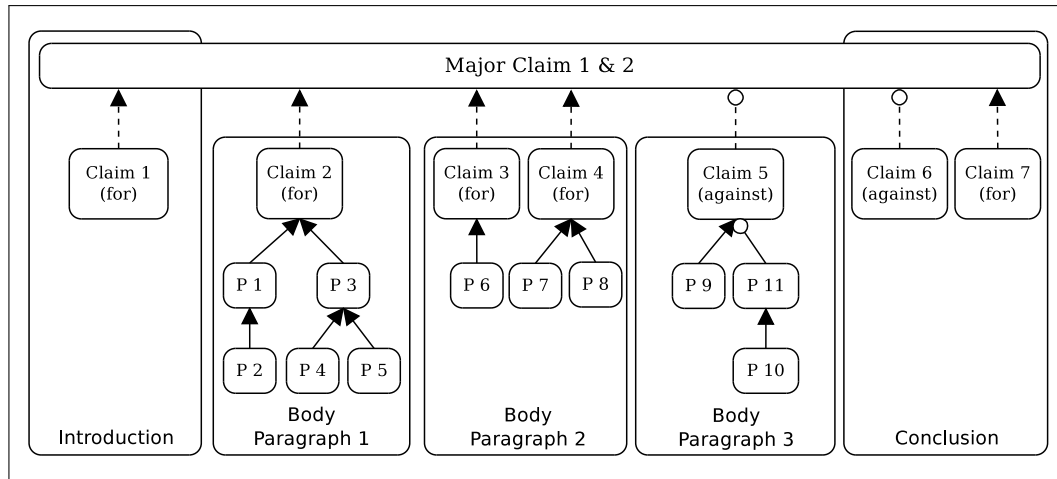 Major Claim 1 & 2
Claim 1
(for)
Introduction
Claim 2
(for)
P 1
P 3
P 2
P 4
P 5
Body
Paragraph 1
Claim 3
(for)
Claim 4
(for)
P 6
P 7
P 8
Body
Paragraph 2
Claim 5
(against)
P 9
P 11
P 10
Body
Paragraph 3
Claim 6
(against)
Claim 7
(for)
Conclusion